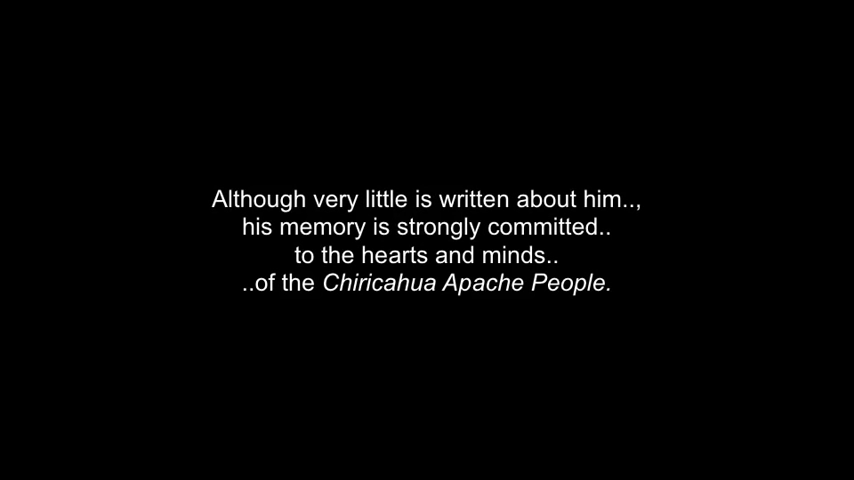 Although very little is written about him..,
his memory is strongly committed..
to the hearts and minds..
..of the Chiricahua Apache People.